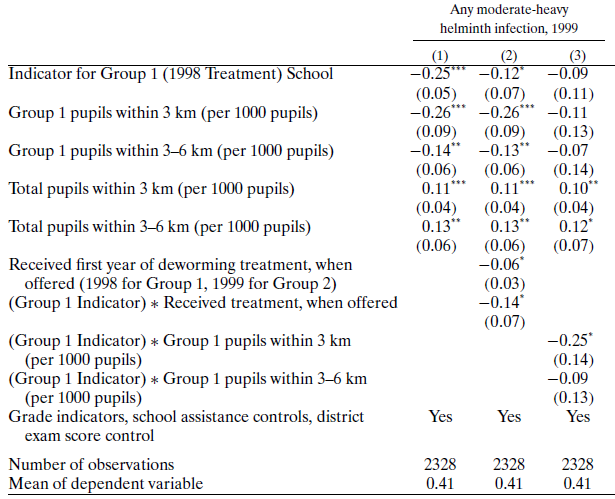 Any moderate-heavy
helminth infection, 1999
(1) (2) (3)
Indicator for Group 1 (1998 Treatment) School −0.25*** −0.12* −0.09
(0.05) (0.07) (0.11)
Group 1 pupils within 3 km (per 1000 pupils) −0.26*** −0.26*** −0.11
(0.09) (0.09) (0.13)
Group 1 pupils within 3–6 km (per 1000 pupils) −0.14** −0.13** −0.07
(0.06) (0.06) (0.14)
Total pupils within 3 km (per 1000 pupils) 0.11*** 0.11*** 0.10**
(0.04) (0.04) (0.04)
Total pupils within 3–6 km (per 1000 pupils) 0.13** 0.13** 0.12*
(0.06) (0.06) (0.07)
Received first year of deworming treatment, when −0.06*
offered (1998 for Group 1, 1999 for Group 2) (0.03)
(Group 1 Indicator) ∗ Received treatment, when offered −0.14*
(0.07)
(Group 1 Indicator) ∗ Group 1 pupils within 3 km −0.25*
(per 1000 pupils) (0.14)
(Group 1 Indicator) ∗ Group 1 pupils within 3–6 km −0.09
(per 1000 pupils) (0.13)
Grade indicators, school assistance controls, district Yes Yes Yes
exam score control
Number of observations 2328 2328 2328
Mean of dependent variable 0.41 0.41 0.41